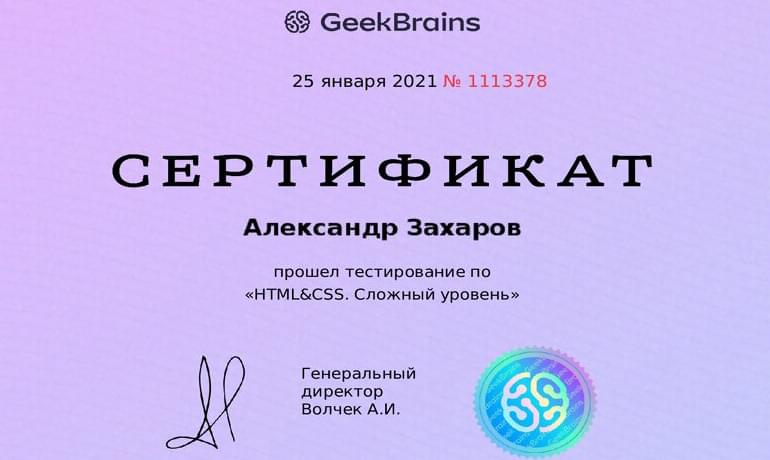 GeekBrains
25 января 2021 № 1113378
СЕРТИФИКАТ
Александр Захаров
прошел тестирование по
«HTML&CSS. Сложный уровень»
Генеральный
директор
Волчек А.И.